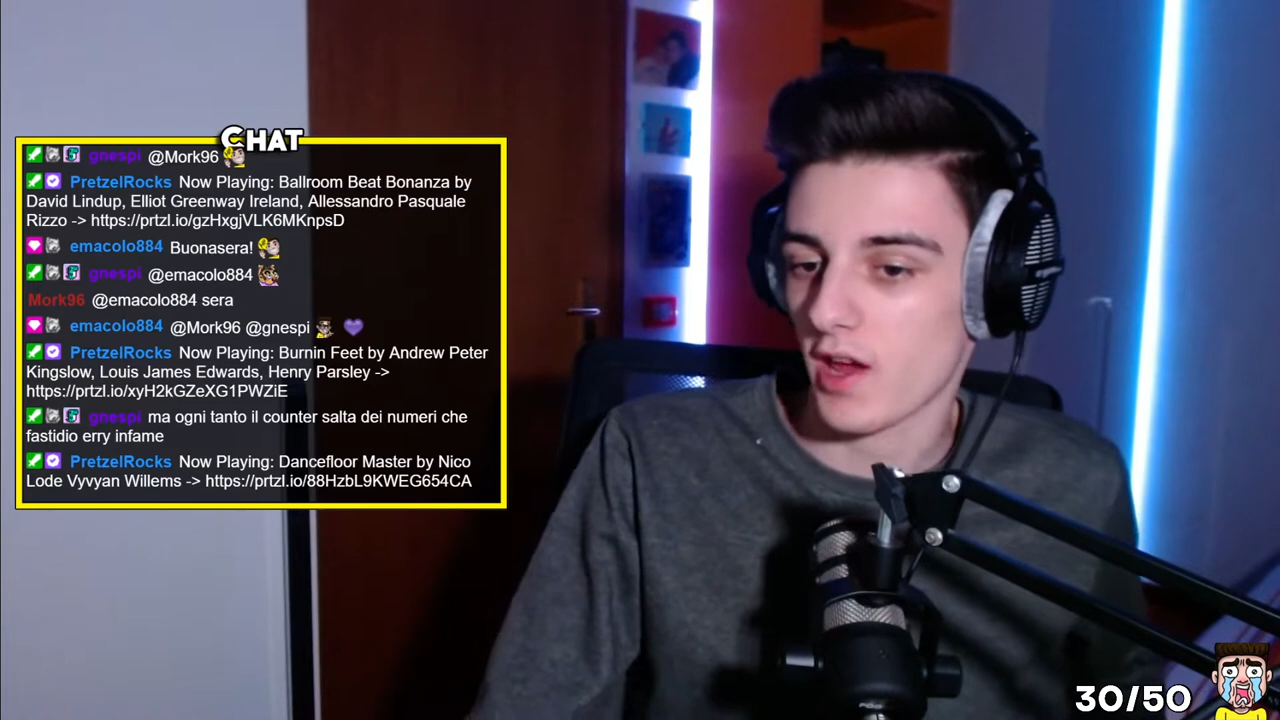 CHAT
gnespi @Mork96
PretzelRocks Now Playing: Ballroom Beat Bonanza by
David Lindup, Elliot Greenway Ireland, Allessandro Pasquale
Rizzo -> https://prtzl.io/gzHxgjVLK6MKnpsD
emacolo884 Buonasera!
gnespi @emacolo884
Mork96 @emacolo884 sera
emacolo884 @Mork96 @gnespi
PretzelRocks Now Playing: Burnin Feet by Andrew Peter
Kingslow, Louis James Edwards, Henry Parsley ->
https://prtzl.io/xyH2kGZeXG1PWZiE
gnespi ma ogni tanto il counter salta dei numeri che
fastidio erry infame
PretzelRocks Now Playing: Dancefloor Master by Nico
Lode Vyvyan Willems -> https://prtzl.io/88HzbL9KWEG654CA
30/50